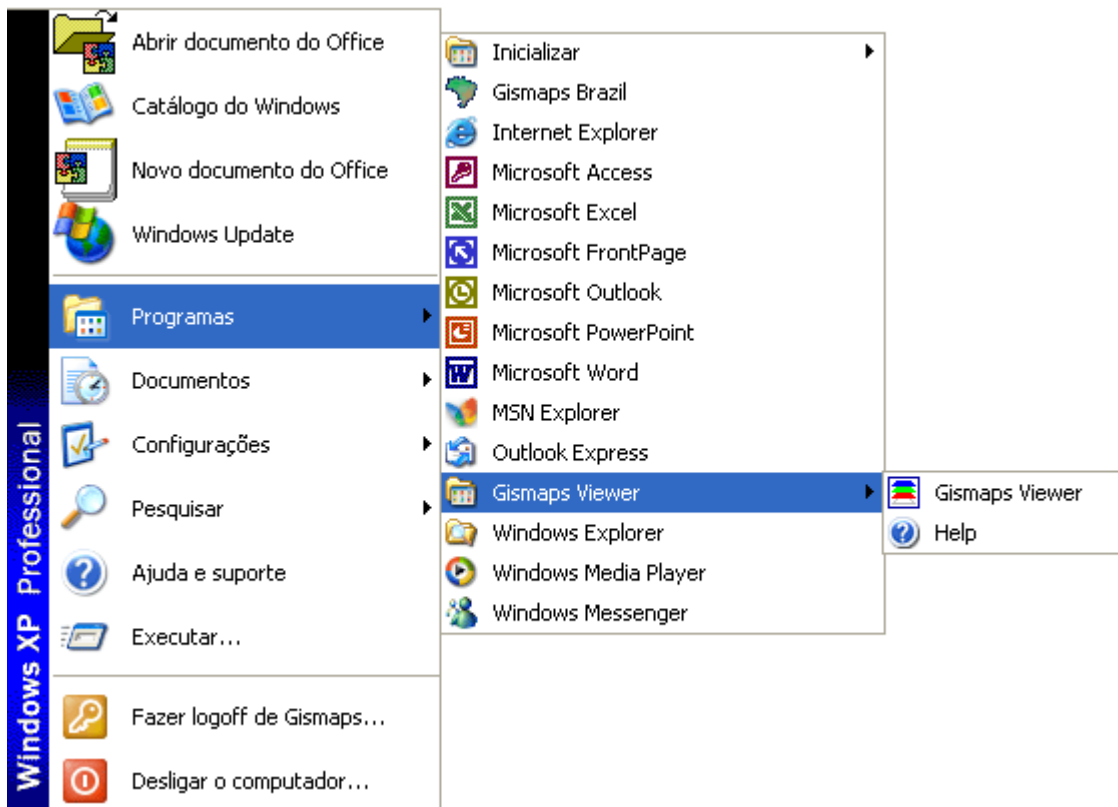 Windows XP Professional
Abrir documento do Office
Catálogo do Windows
Novo documento do Office
Windows Update
Programas
Documentos
Configurações
Pesquisar
Ajuda e suporte
Executar...
Fazer logoff de Gismaps...
Desligar o computador...
Inicializar
Gismaps Brazil
Internet Explorer
Microsoft Access
Microsoft Excel
Microsoft FrontPage
Microsoft Outlook
Microsoft PowerPoint
Microsoft Word
MSN Explorer
Outlook Express
Gismaps Viewer
Windows Explorer
Windows Media Player
Windows Messenger
Gismaps Viewer
Help